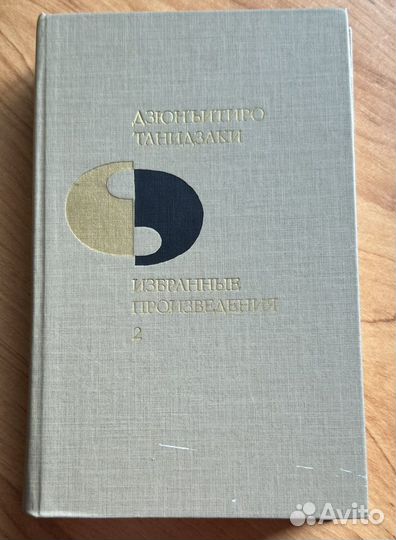 ДЗЮНЪИТИРО
ТАНИДЗАКИ
ИЗБРАННЫЕ
ПРОИЗВЕДЕНИЯ
2
Avito